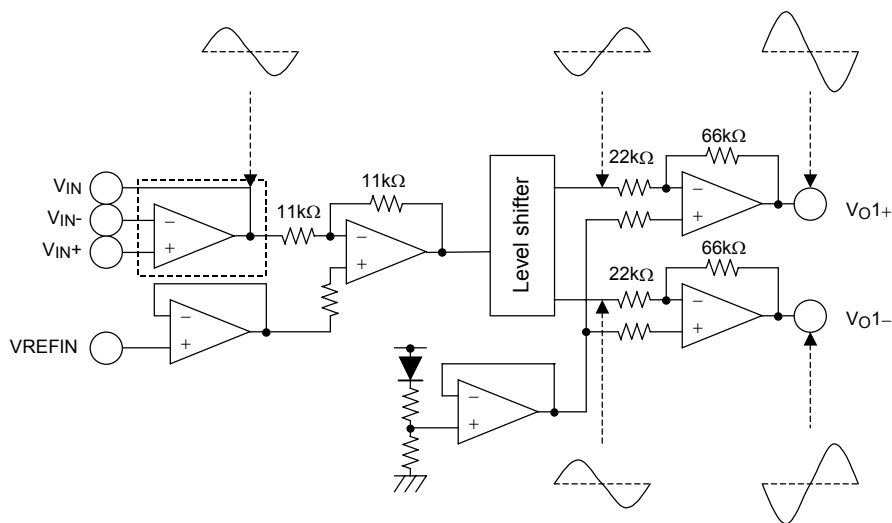 66kΩ
22kΩ
VIN
11kΩ
VIN-
11kΩ
VO1+
VIN+
Level shifter
66kΩ
22kΩ
VREFIN
VO1−